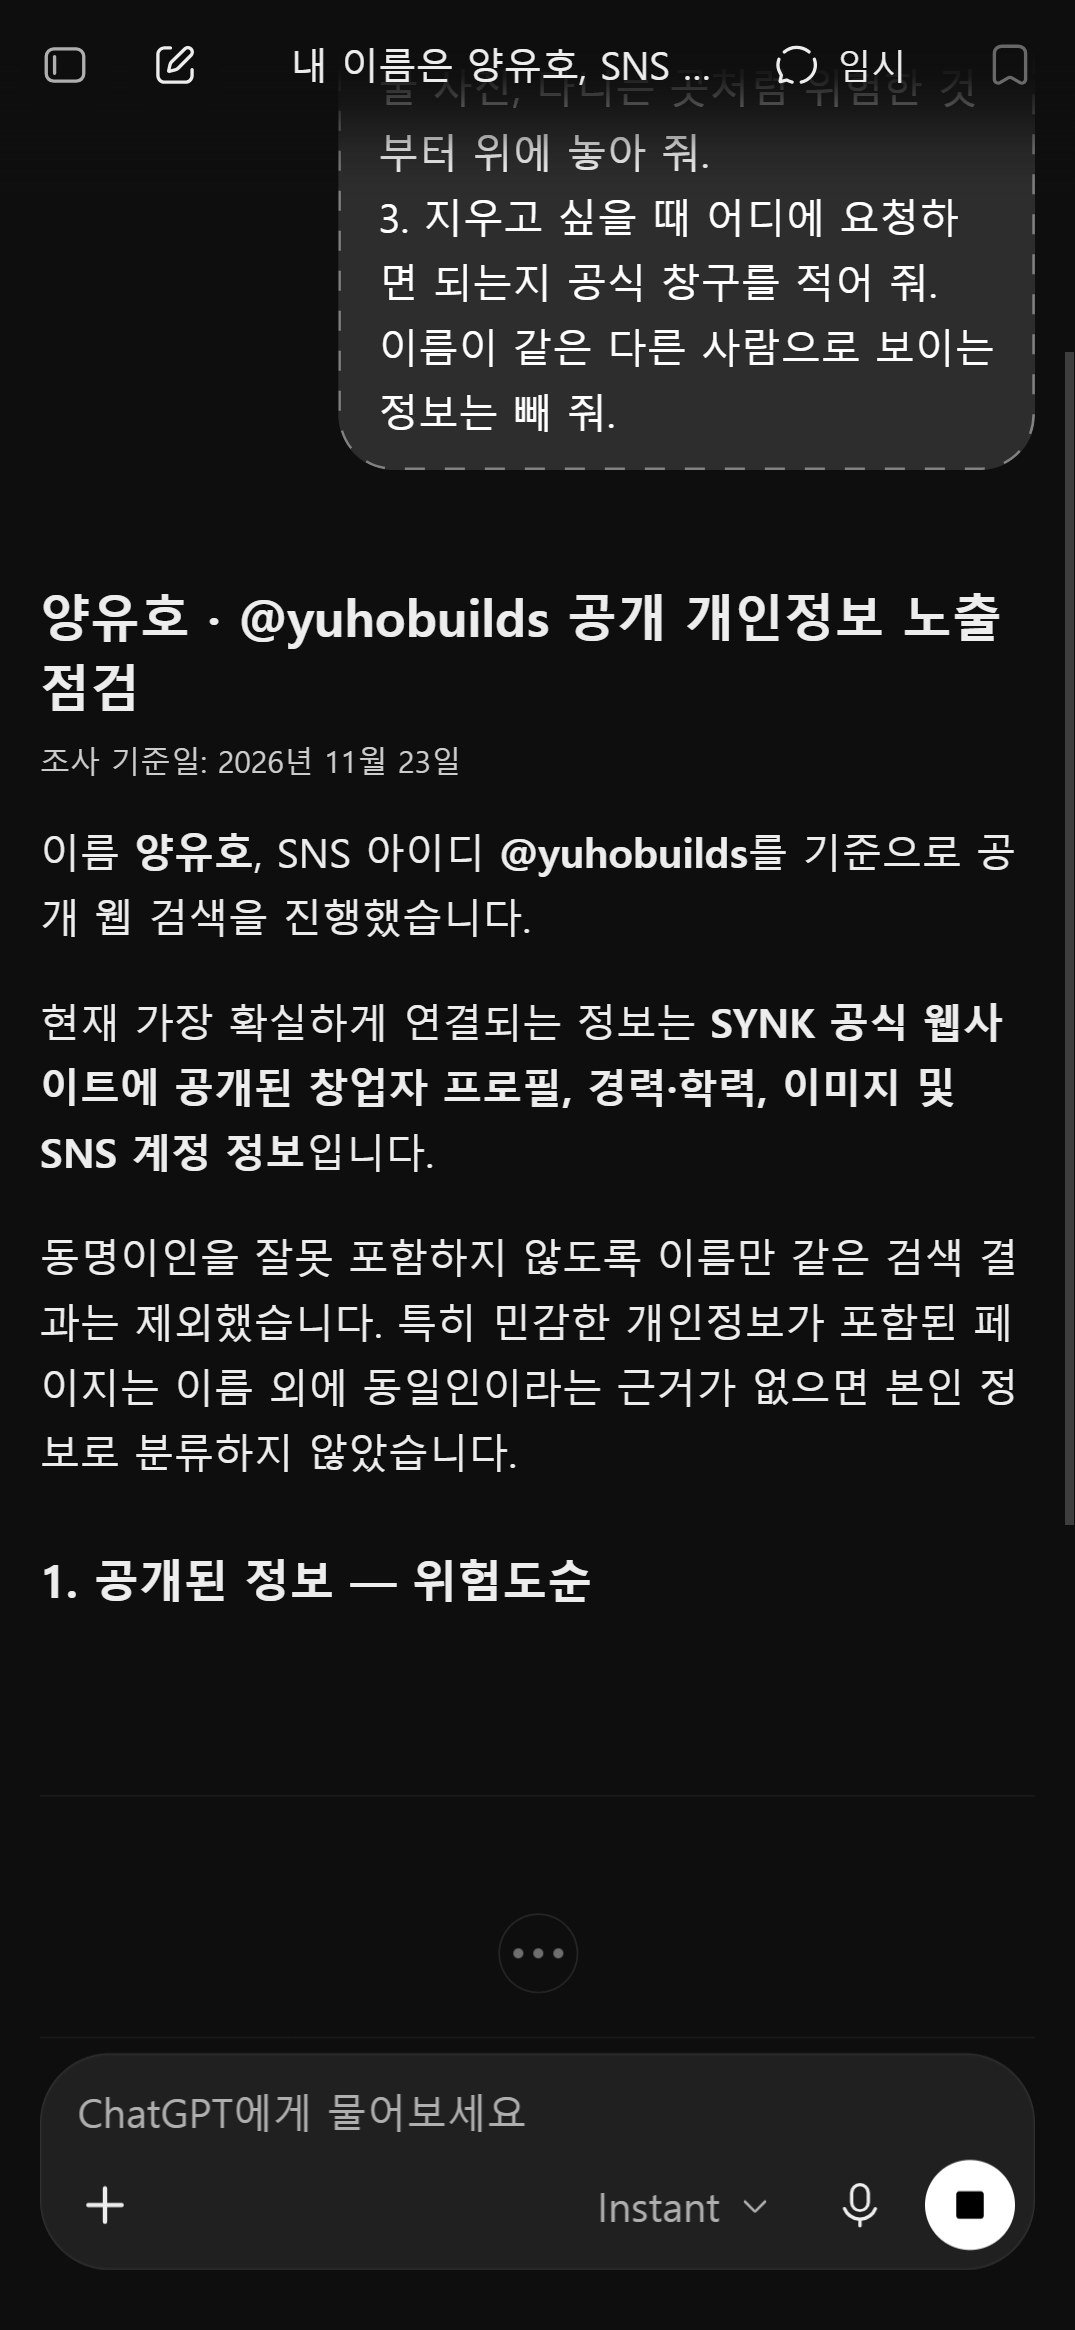 내 이름은 양유호, SNS ...
임시
부터 위에 놓아 줘.
3. 지우고 싶을 때 어디에 요청하
면 되는지 공식 창구를 적어 줘.
이름이 같은 다른 사람으로 보이는
정보는 빼 줘.
양유호 · @yuhobuilds 공개 개인정보 노출
점검
조사 기준일: 2026년 11월 23일
이름 양유호, SNS 아이디 @yuhobuilds를 기준으로 공
개 웹 검색을 진행했습니다.
현재 가장 확실하게 연결되는 정보는 SYNK 공식 웹사
이트에 공개된 창업자 프로필, 경력·학력, 이미지 및
SNS 계정 정보입니다.
동명이인을 잘못 포함하지 않도록 이름만 같은 검색 결
과는 제외했습니다. 특히 민감한 개인정보가 포함된 페
이지는 이름 외에 동일인이라는 근거가 없으면 본인 정
보로 분류하지 않았습니다.
1. 공개된 정보 — 위험도순
ChatGPT에게 물어보세요
Instant